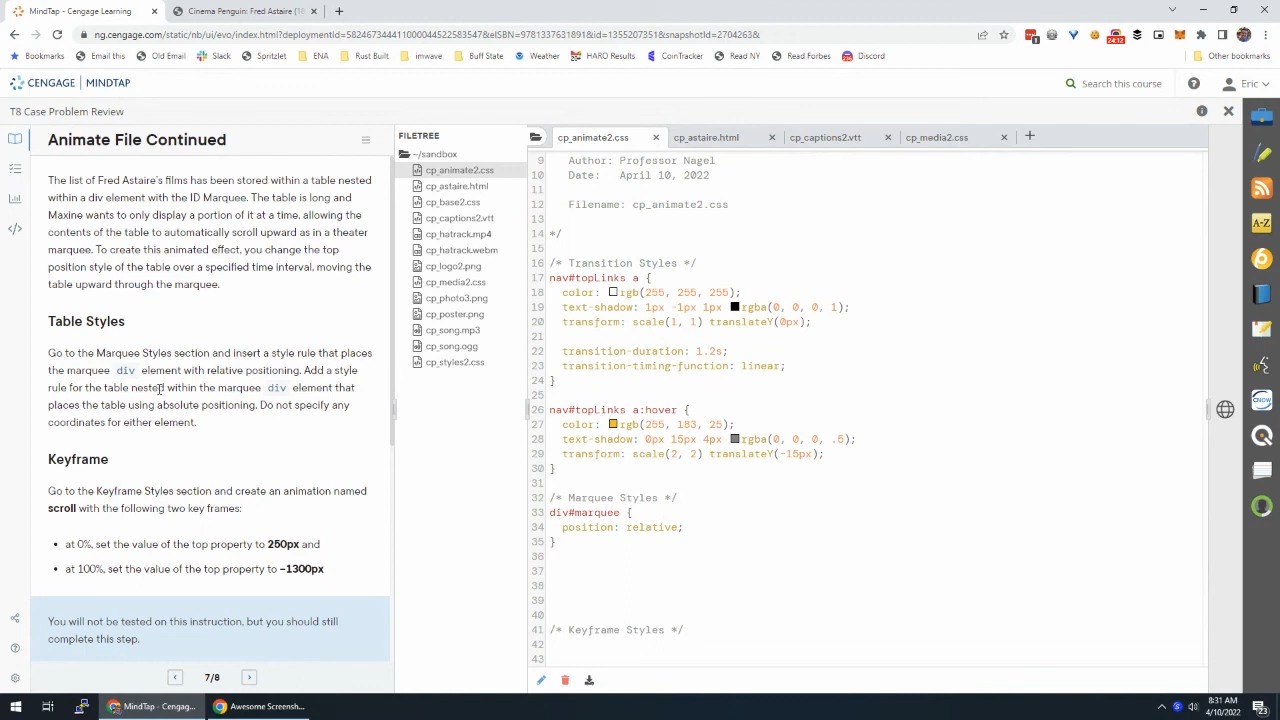 MindTap - Cengage Learning
Cinema Penguin: Fred Astaire [18
ng.cengage.com/static/nb/ui/evo/index.html?deploymentId=58246734441100004452258354​7&eISBN=9781337631891&id=1355207351&snapshotId=2704263&
24:12
Bookmarks
Email this
Old Email
Slack
Spritzlet
ENA
Rust Built
imwave
Buff State
Weather
HARO Results
CoinTracker
Read Later
Read Forbes
Discord
Other bookmarks
CENGAGE | MINDTAP
Search this course
Eric
T8 Case Problem Review
Animate File Continued
The list of Fred Astaire's films has been stored within a table nested
within a div element with the ID Marquee. The table is long and
Maxine wants to only display a portion of it at a time, allowing the
contents of the table to automatically scroll upward as in a theater
marquee. To create this animated effect, you change the top
position style of the table over a specified time interval, moving the
table upward through the marquee.
Table Styles
Go to the Marquee Styles section and insert a style rule that places
the marquee div element with relative positioning. Add a style
rule for the table nested within the marquee div element that
places the table using absolute positioning. Do not specify any
coordinates for either element.
Keyframe
Go to the Keyframe Styles section and create an animation named
scroll with the following two key frames:
• at 0%, set the value of the top property to 250px and
• at 100%, set the value of the top property to –1300px
You will not be tested on this instruction, but you should still
complete this step.
7/8
FILETREE
~/sandbox
cp_animate2.css
cp_astaire.html
cp_base2.css
cp_captions2.vtt
cp_hatrack.mp4
cp_hatrack.webm
cp_logo2.png
cp_media2.css
cp_photo3.png
cp_poster.png
cp_song.mp3
cp_song.ogg
cp_styles2.css
cp_animate2.css
cp_astaire.html
cp_captions2.vtt
cp_media2.css
9 Author: Professor Nagel
10 Date: April 10, 2022
11
12 Filename: cp_animate2.css
13
14 */
15
16 /* Transition Styles */
17 nav#topLinks a {
18 color: rgb(255, 255, 255);
19 text-shadow: 1px -1px 1px rgba(0, 0, 0, 1);
20 transform: scale(1, 1) translateY(0px);
21
22 transition-duration: 1.2s;
23 transition-timing-function: linear;
24 }
25
26 nav#topLinks a:hover {
27 color: rgb(255, 183, 25);
28 text-shadow: 0px 15px 4px rgba(0, 0, 0, .5);
29 transform: scale(2, 2) translateY(-15px);
30 }
31
32 /* Marquee Styles */
33 div#marquee {
34 position: relative;
35 }
36
37
38
39
40
41 /* Keyframe Styles */
42
43
A-Z
CNOW
MindTap - Cengag...
Awesome Screensh...
8:31 AM
4/10/2022
23